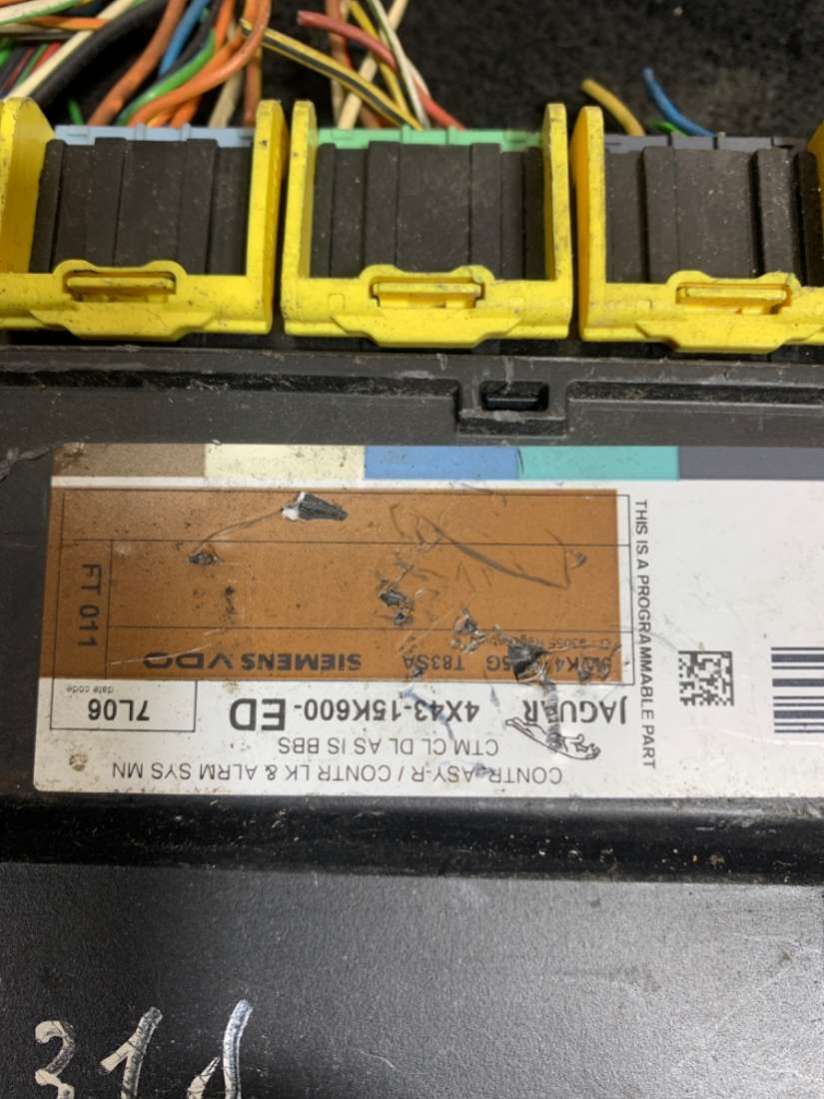 CONTR ASY-R / CONTR LK & ALRM SYS MN
CTM CL DL AS IS BBS
JAGUAR 4X43-15K600-ED
7L06
date code
T83SA SIEMENS VDO
FT 011
THIS IS A PROGRAMMABLE PART
31d